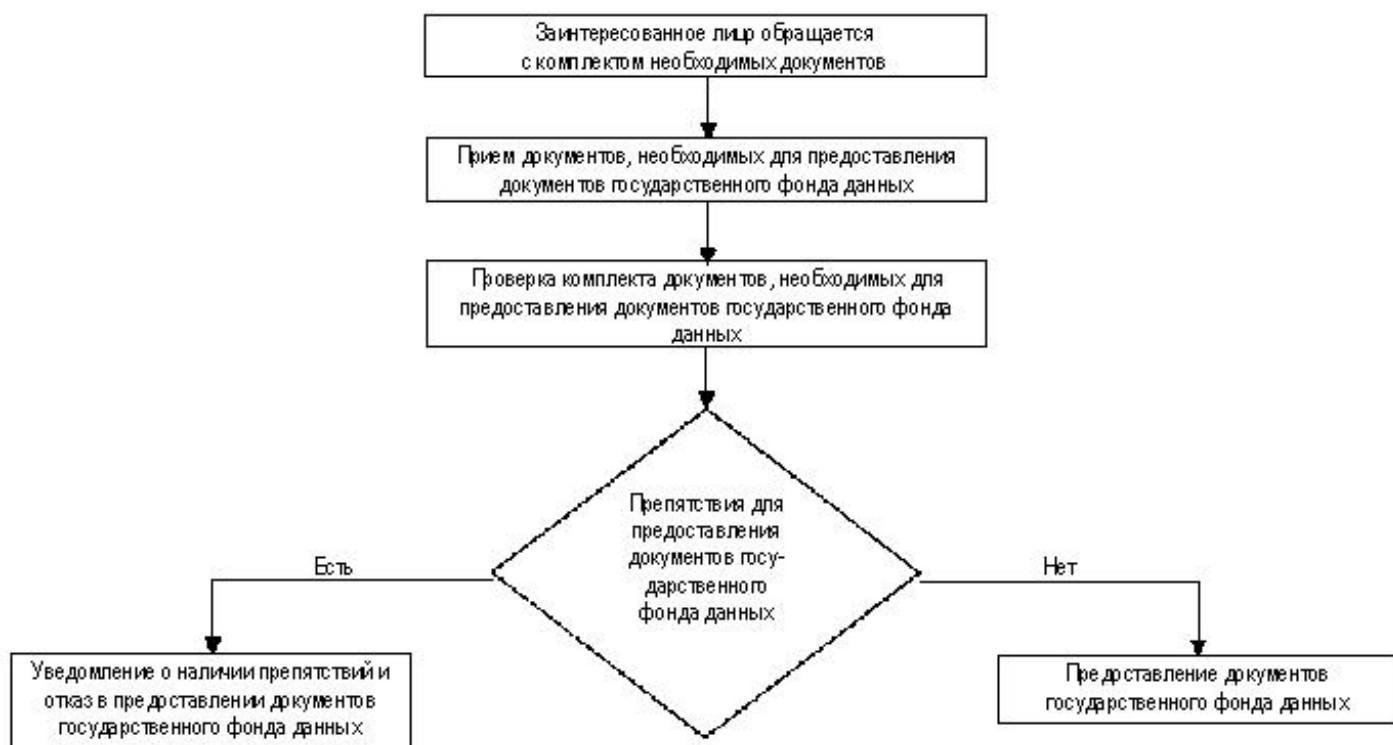 Заинтересованное лицо обращается
с комплектом необходимых документов
Прием документов, необходимых для предоставления
документов государственного фонда данных
Проверка комплекта документов, необходимых для
предоставления документов государственного фонда
данных
Препятствия для
предоставления
документов госу-
дарственного
фонда данных
Есть
Нет
Уведомление о наличии препятствий и
отказ в предоставлении документов
государственного фонда данных
Предоставление документов
государственного фонда данных